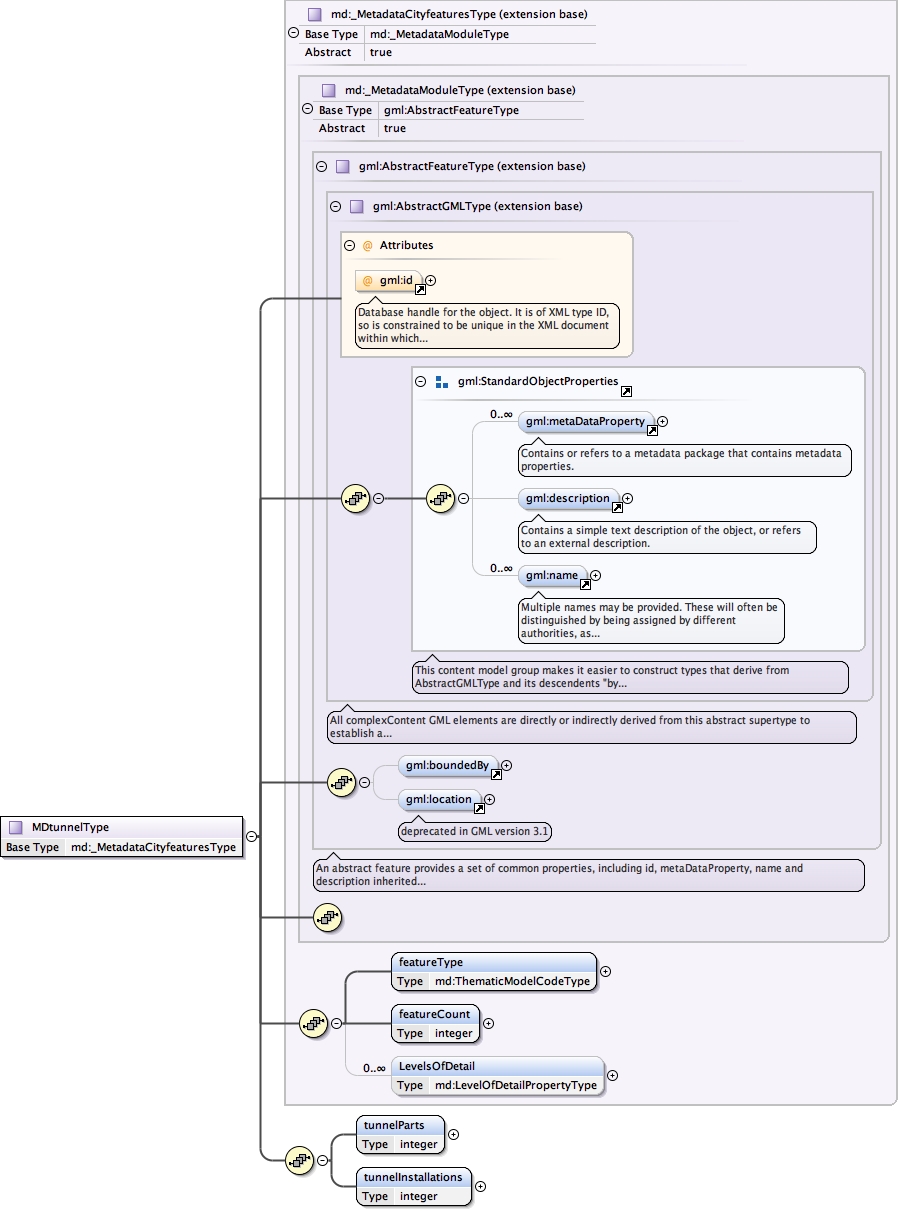 md:_MetadataCityfeaturesType (extension base)
Base Type md:_MetadataModuleType
Abstract true
md:_MetadataModuleType (extension base)
Base Type gml:AbstractFeatureType
Abstract true
gml:AbstractFeatureType (extension base)
gml:AbstractGMLType (extension base)
@ Attributes
@ gml:id
Database handle for the object. It is of XML type ID,
so is constrained to be unique in the XML document
within which...
gml:StandardObjectProperties
0..∞
gml:metaDataProperty
Contains or refers to a metadata package that contains metadata
properties.
gml:description
Contains a simple text description of the object, or refers
to an external description.
0..∞
gml:name
Multiple names may be provided. These will often be
distinguished by being assigned by different
authorities, as...
This content model group makes it easier to construct types that derive from
AbstractGMLType and its descendents "by...
All complexContent GML elements are directly or indirectly derived from this abstract supertype to
establish a...
gml:boundedBy
gml:location
deprecated in GML version 3.1
MDtunnelType
Base Type md:_MetadataCityfeaturesType
An abstract feature provides a set of common properties, including id, metaDataProperty, name and
description inherited...
featureType
Type md:ThematicModelCodeType
featureCount
Type integer
0..∞
LevelsOfDetail
Type md:LevelOfDetailPropertyType
tunnelParts
Type integer
tunnelInstallations
Type integer